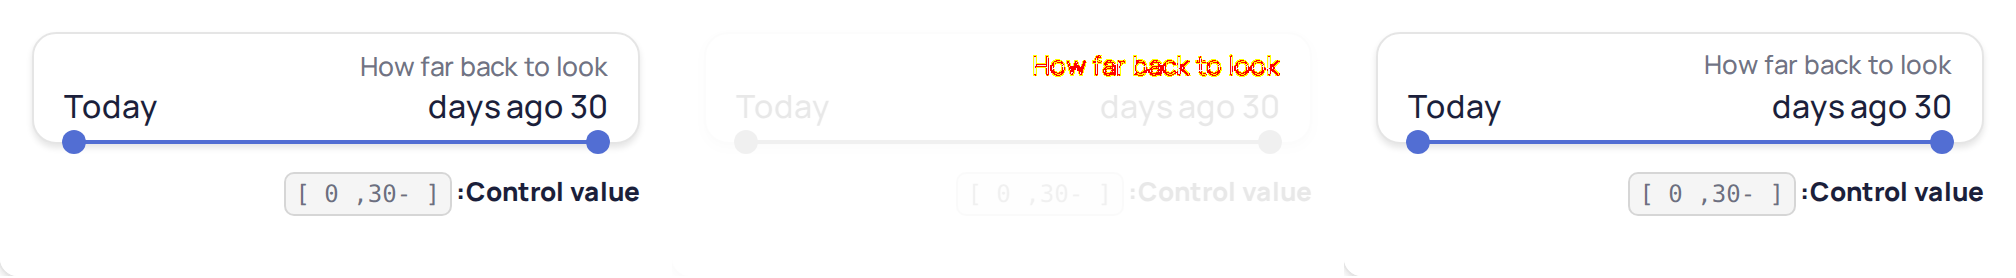 How far back to look
Today days ago 30
[ 0 ,30- ] :Control value
How far back to look
Today days ago 30
[ 0 ,30- ] :Control value
How far back to look
Today days ago 30
[ 0 ,30- ] :Control value